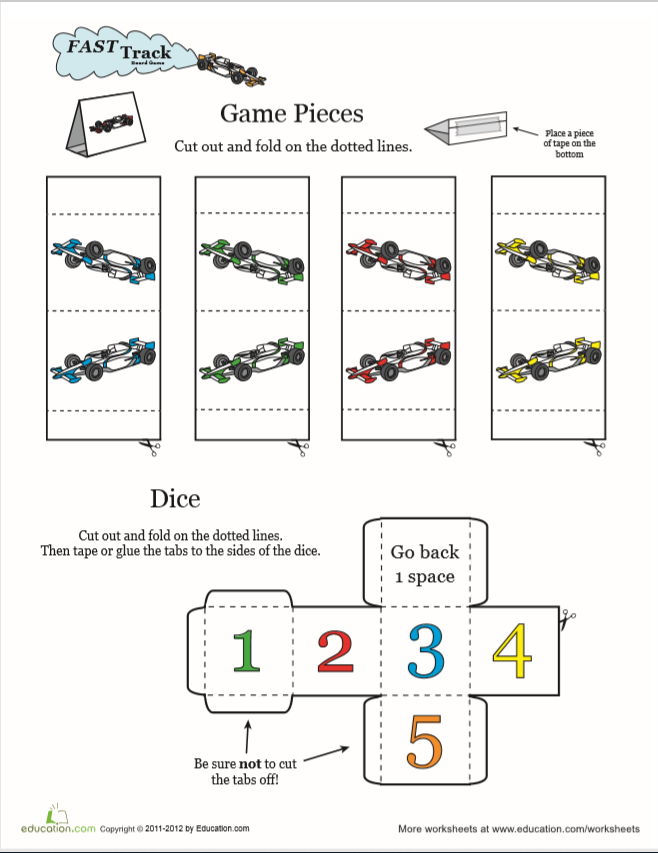 FAST Track
Board Game
Game Pieces
Cut out and fold on the dotted lines.
Place a piece
of tape on the
bottom
Dice
Cut out and fold on the dotted lines.
Then tape or glue the tabs to the sides of the dice.
Go back
1 space
1 2 3 4
5
Be sure not to cut
the tabs off!
education.com Copyright © 2011-2012 by Education.com
More worksheets at www.education.com/worksheets